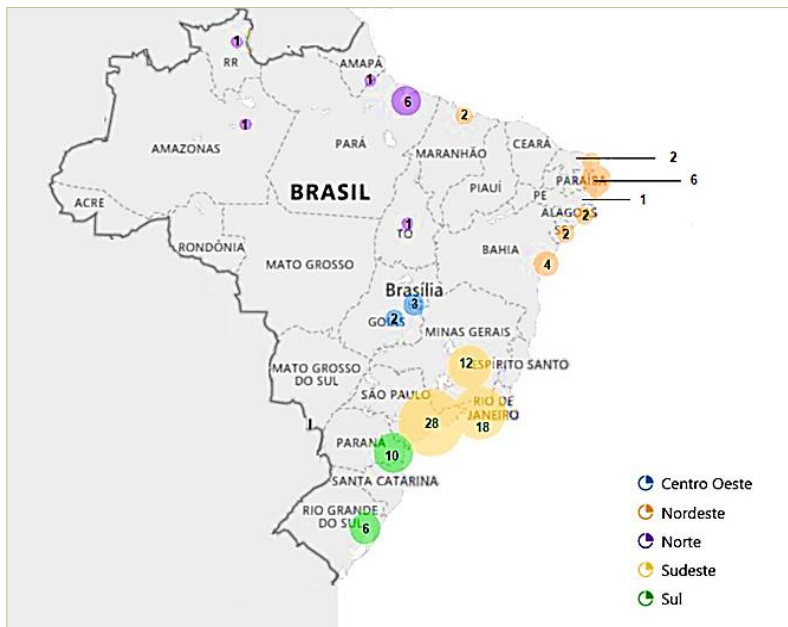 1
RR
AMAPÁ
1
6
2
1
AMAZONAS
PARÁ
MARANHÃO
CEARÁ
2
BRASIL
PIAUÍ
PARAÍBA
6
PE
1
ACRE
ALAGOAS
2
1
TO
SE
2
RONDÔNIA
BAHIA
MATO GROSSO
4
Brasília
3
2
GOIÁS
MINAS GERAIS
12
ESPÍRITO SANTO
MATO GROSSO
DO SUL
SÃO PAULO
RIO DE
JANEIRO
28
18
PARANÁ
10
SANTA CATARINA
RIO GRANDE
DO SUL
6
Centro Oeste
Nordeste
Norte
Sudeste
Sul